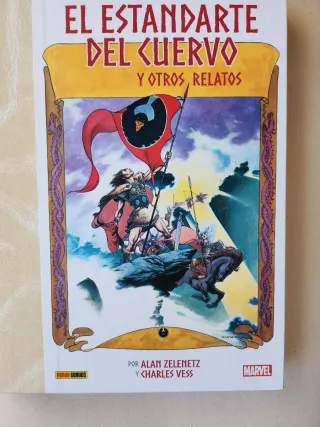 EL ESTANDARTE
DEL CUERVO
Y OTROS RELATOS
POR ALAN ZELENETZ
Y CHARLES VESS
PANINI COMICS
MARVEL